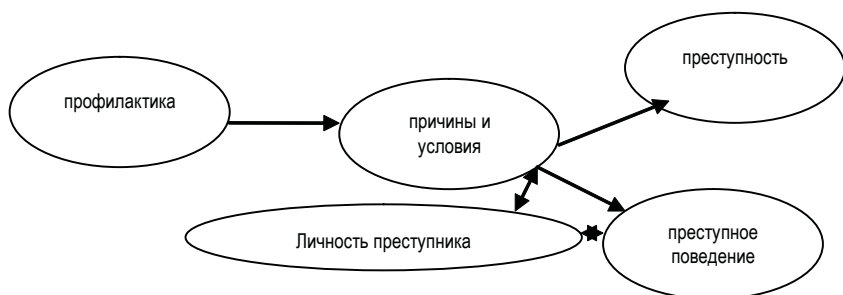 преступность
профилактика
причины и
условия
Личность преступника
преступное
поведение